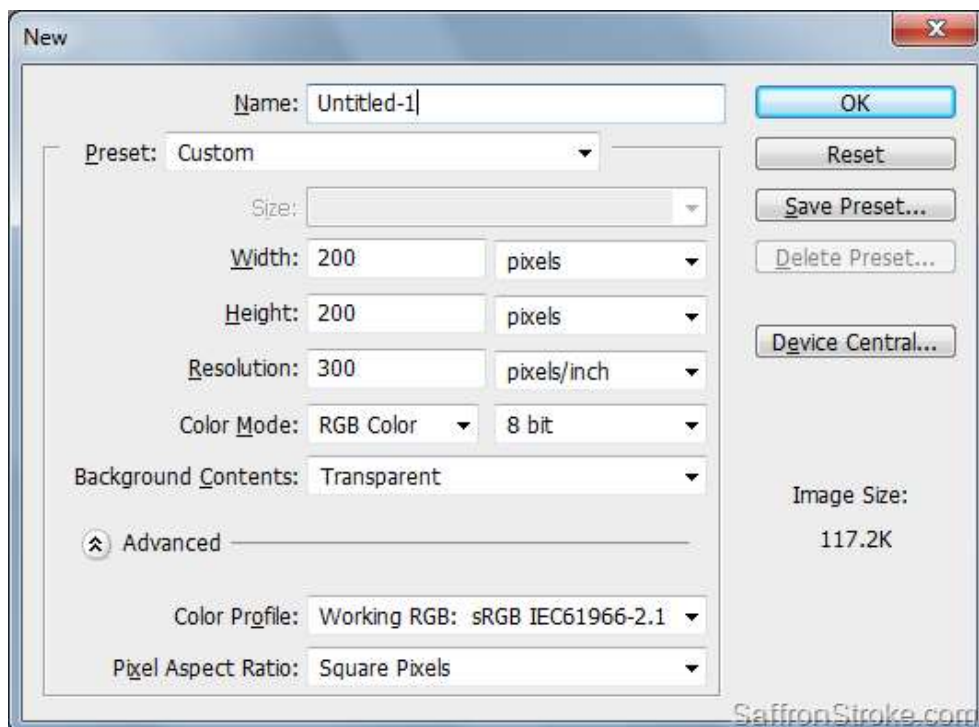 New
Name: Untitled-1
OK
Preset: Custom
Reset
Size:
Save Preset...
Width: 200 pixels
Delete Preset...
Height: 200 pixels
Device Central...
Resolution: 300 pixels/inch
Color Mode: RGB Color 8 bit
Background Contents: Transparent
Image Size:
117.2K
Advanced
Color Profile: Working RGB: sRGB IEC61966-2.1
Pixel Aspect Ratio: Square Pixels
SaffronStroke.com